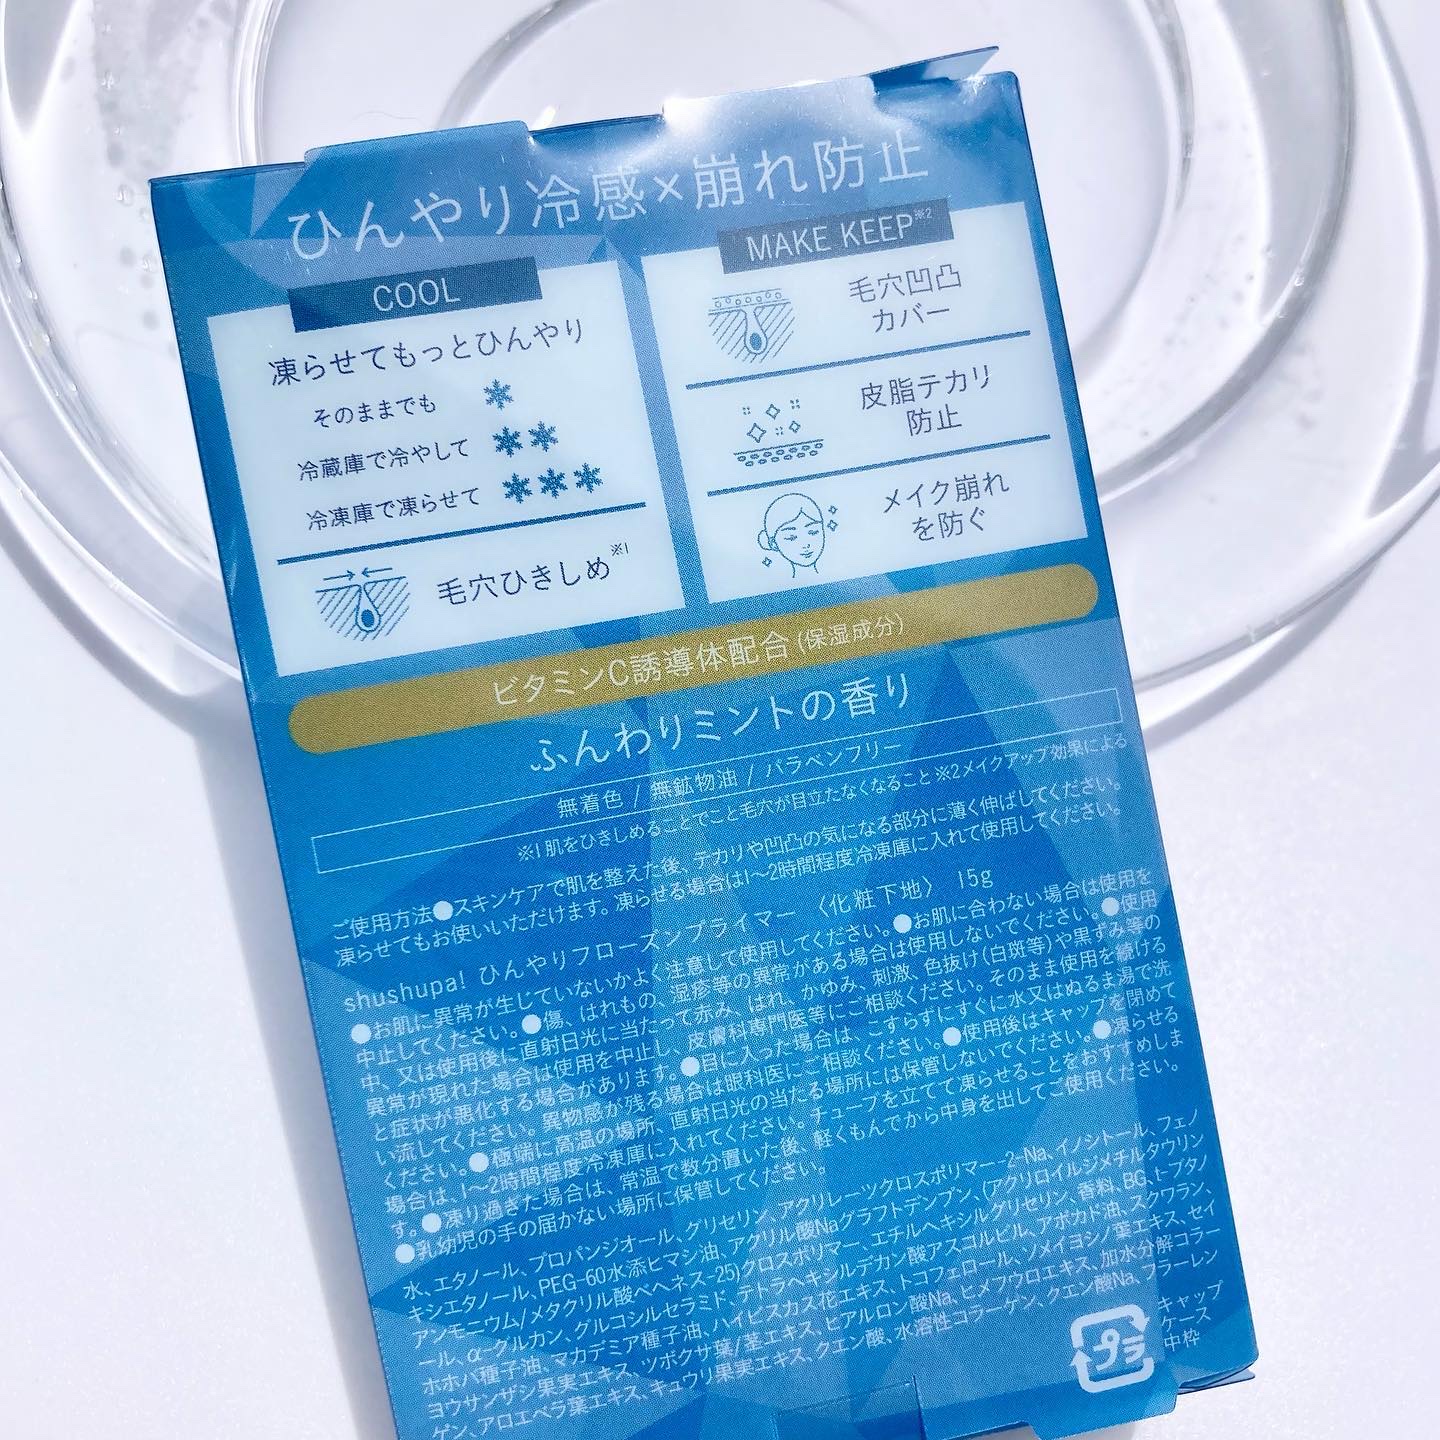 ひんやり冷感×崩れ防止
COOL
凍らせてもっとひんやり
そのままでも
冷蔵庫で冷やして
冷凍庫で凍らせて
毛穴ひきしめ※1
MAKE KEEP※2
毛穴凹凸
カバー
皮脂テカリ
防止
メイク崩れ
を防ぐ
ビタミンC誘導体配合(保湿成分)
ふんわりミントの香り
無着色 / 無鉱物油 / パラベンフリー
※1 肌をひきしめることでこと毛穴が目立たなくなること ※2メイクアップ効果による
ご使用方法●スキンケアで肌を整えた後、テカリや凹凸の気になる部分に薄く伸ばしてください。
凍らせてもお使いいただけます。凍らせる場合は1〜2時間程度冷凍庫に入れて使用してください。
shushupa! ひんやりフローズンプライマー 〈化粧下地〉 15g
●お肌に異常が生じていないかよく注意して使用してください。●お肌に合わない場合は使用を
中止してください。●傷、はれもの、湿疹等の異常がある場合は使用しないでください。●使用
中、又は使用後に直射日光に当たって赤み、はれ、かゆみ、刺激、色抜け(白斑等)や黒ずみ等の
異常が現れた場合は使用を中止し、皮膚科専門医等にご相談ください。そのまま使用を続ける
と症状が悪化する場合があります。●目に入った場合は、こすらずにすぐに水又はぬるま湯で洗
い流してください。異物感が残る場合は眼科医にご相談ください。●使用後はキャップを閉めて
ください。●極端に高温の場所、直射日光の当たる場所には保管しないでください。●凍らせる
場合は、1〜2時間程度冷凍庫に入れてください。チューブを立てて凍らせることをおすすめしま
す。●凍り過ぎた場合は、常温で数分置いた後、軽くもんでから中身を出してご使用ください。
●乳幼児の手の届かない場所に保管してください。
水、エタノール、プロパンジオール、グリセリン、アクリレーツクロスポリマー-2-Na、イノシトール、フェノ
キシエタノール、PEG-60水添ヒマシ油、アクリル酸Naグラフトデンプン、(アクリロイルジメチルタウリン
アンモニウム/メタクリル酸ベヘネス-25)クロスポリマー、エチルヘキシルグリセリン、香料、BG、t-ブタノ
ール、α-グルカン、グルコシルセラミド、テトラヘキシルデカン酸アスコルビル、アボカド油、スクワラン、
ホホバ種子油、マカデミア種子油、ハイビスカス花エキス、トコフェロール、ソメイヨシノ葉エキス、セイ
ヨウサンザシ果実エキス、ツボクサ葉/茎エキス、ヒアルロン酸Na、ヒメフウロエキス、加水分解コラー
ゲン、アロエベラ葉エキス、キュウリ果実エキス、クエン酸、水溶性コラーゲン、クエン酸Na、フラーレン
プラ
キャップ
ケース
中枠